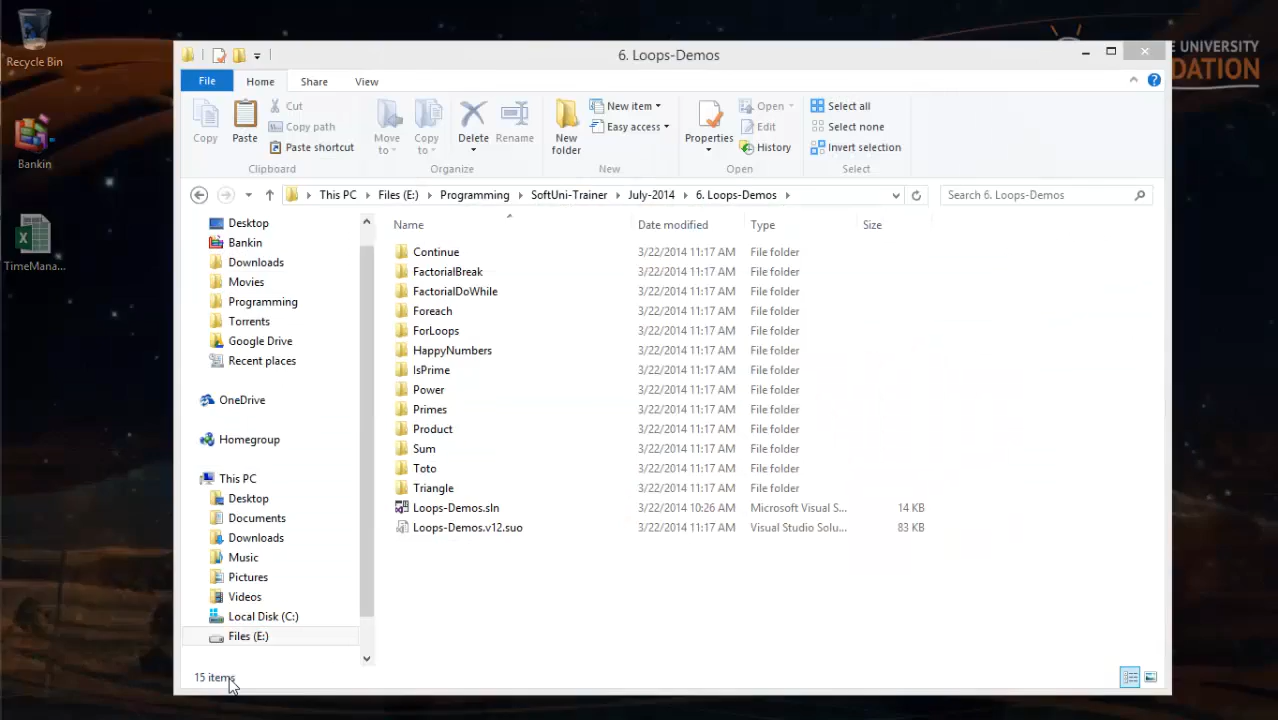 Recycle Bin
Bankin
TimeMana...
E UNIVERSITY
DATION
6. Loops-Demos
File
Home
Share
View
Copy
Paste
Cut
Copy path
Paste shortcut
Clipboard
Move to
Copy to
Delete
Rename
Organize
New folder
New item
Easy access
New
Properties
Open
Edit
History
Open
Select all
Select none
Invert selection
Select
This PC
Files (E:)
Programming
SoftUni-Trainer
July-2014
6. Loops-Demos
Search 6. Loops-Demos
Desktop
Bankin
Downloads
Movies
Programming
Torrents
Google Drive
Recent places
OneDrive
Homegroup
This PC
Desktop
Documents
Downloads
Music
Pictures
Videos
Local Disk (C:)
Files (E:)
Name Date modified Type Size
Continue 3/22/2014 11:17 AM File folder
FactorialBreak 3/22/2014 11:17 AM File folder
FactorialDoWhile 3/22/2014 11:17 AM File folder
Foreach 3/22/2014 11:17 AM File folder
ForLoops 3/22/2014 11:17 AM File folder
HappyNumbers 3/22/2014 11:17 AM File folder
IsPrime 3/22/2014 11:17 AM File folder
Power 3/22/2014 11:17 AM File folder
Primes 3/22/2014 11:17 AM File folder
Product 3/22/2014 11:17 AM File folder
Sum 3/22/2014 11:17 AM File folder
Toto 3/22/2014 11:17 AM File folder
Triangle 3/22/2014 11:17 AM File folder
Loops-Demos.sln 3/22/2014 10:26 AM Microsoft Visual S... 14 KB
Loops-Demos.v12.suo 3/22/2014 11:17 AM Visual Studio Solu... 83 KB
15 items